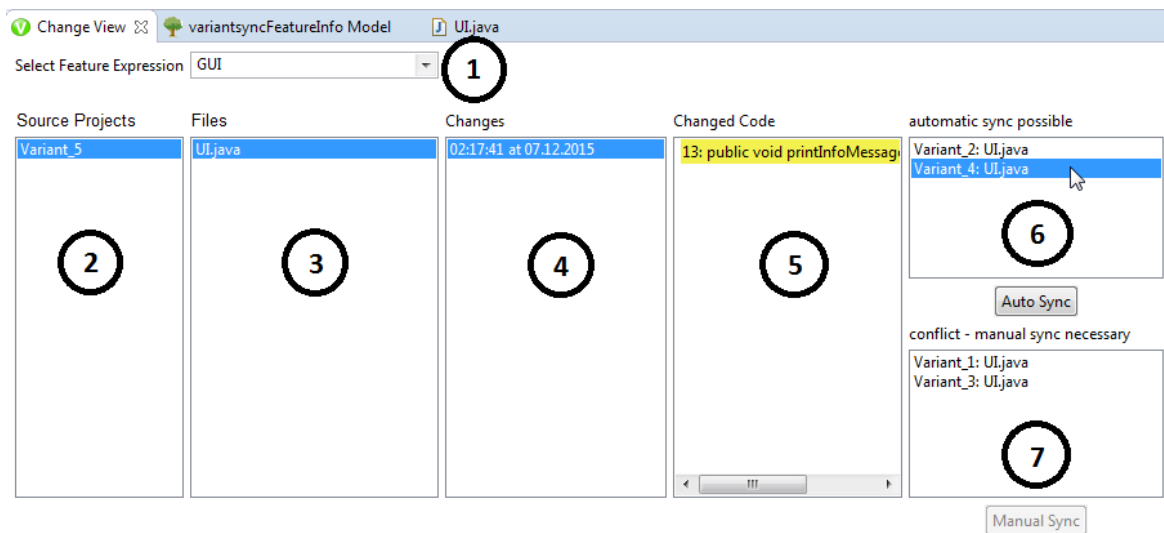 Change View
variantsyncFeatureInfo Model
UI.java
Select Feature Expression
GUI
1
Source Projects
Files
Changes
Changed Code
automatic sync possible
Variant_5
UI.java
02:17:41 at 07.12.2015
13: public void printInfoMessage
Variant_2: UI.java
Variant_4: UI.java
2
3
4
5
6
Auto Sync
conflict - manual sync necessary
Variant_1: UI.java
Variant_3: UI.java
7
Manual Sync